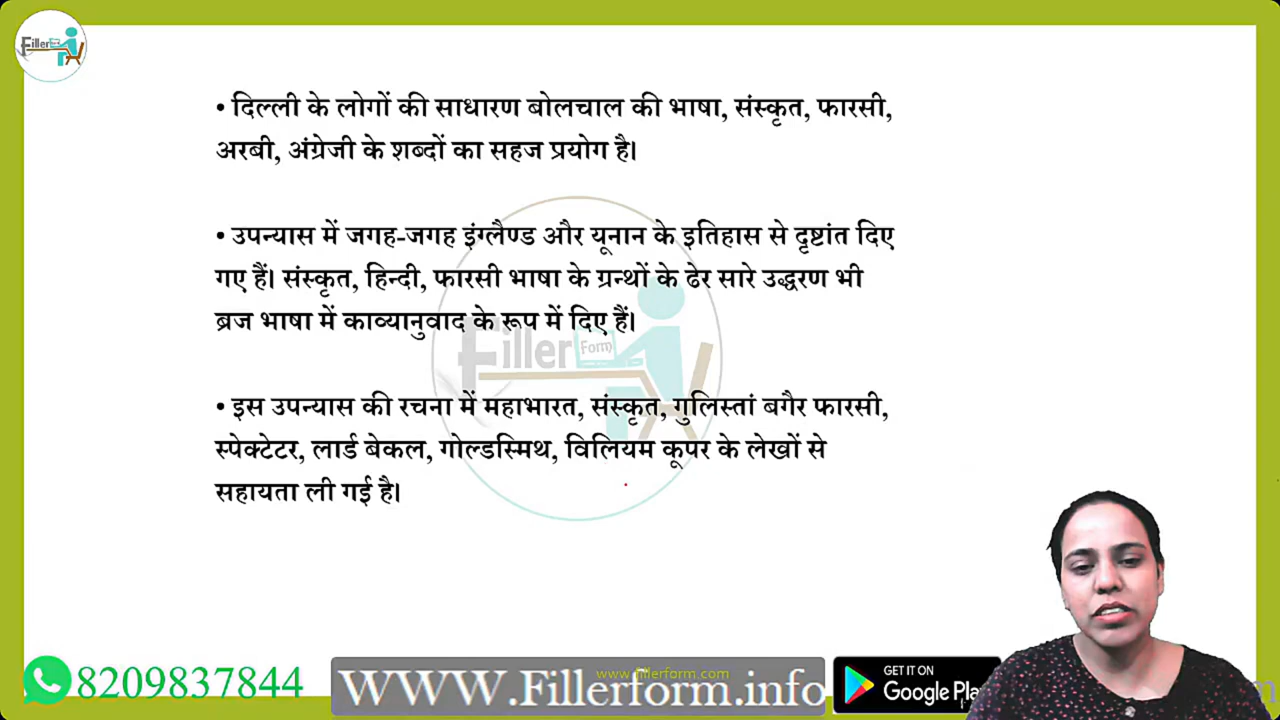 Filler
• दिल्ली के लोगों की साधारण बोलचाल की भाषा, संस्कृत, फारसी,
अरबी, अंग्रेजी के शब्दों का सहज प्रयोग है।
• उपन्यास में जगह-जगह इंग्लैण्ड और यूनान के इतिहास से दृष्टांत दिए
गए हैं। संस्कृत, हिन्दी, फारसी भाषा के ग्रन्थों के ढेर सारे उद्धरण भी
ब्रज भाषा में काव्यानुवाद के रूप में दिए हैं।
Filler Form
• इस उपन्यास की रचना में महाभारत, संस्कृत, गुलिस्तां बगैर फारसी,
स्पेक्टेटर, लार्ड बेकल, गोल्डस्मिथ, विलियम कूपर के लेखों से
सहायता ली गई है।
8209837844
www.fillerform.com
WWW.Fillerform.info
GET IT ON
Google Pla